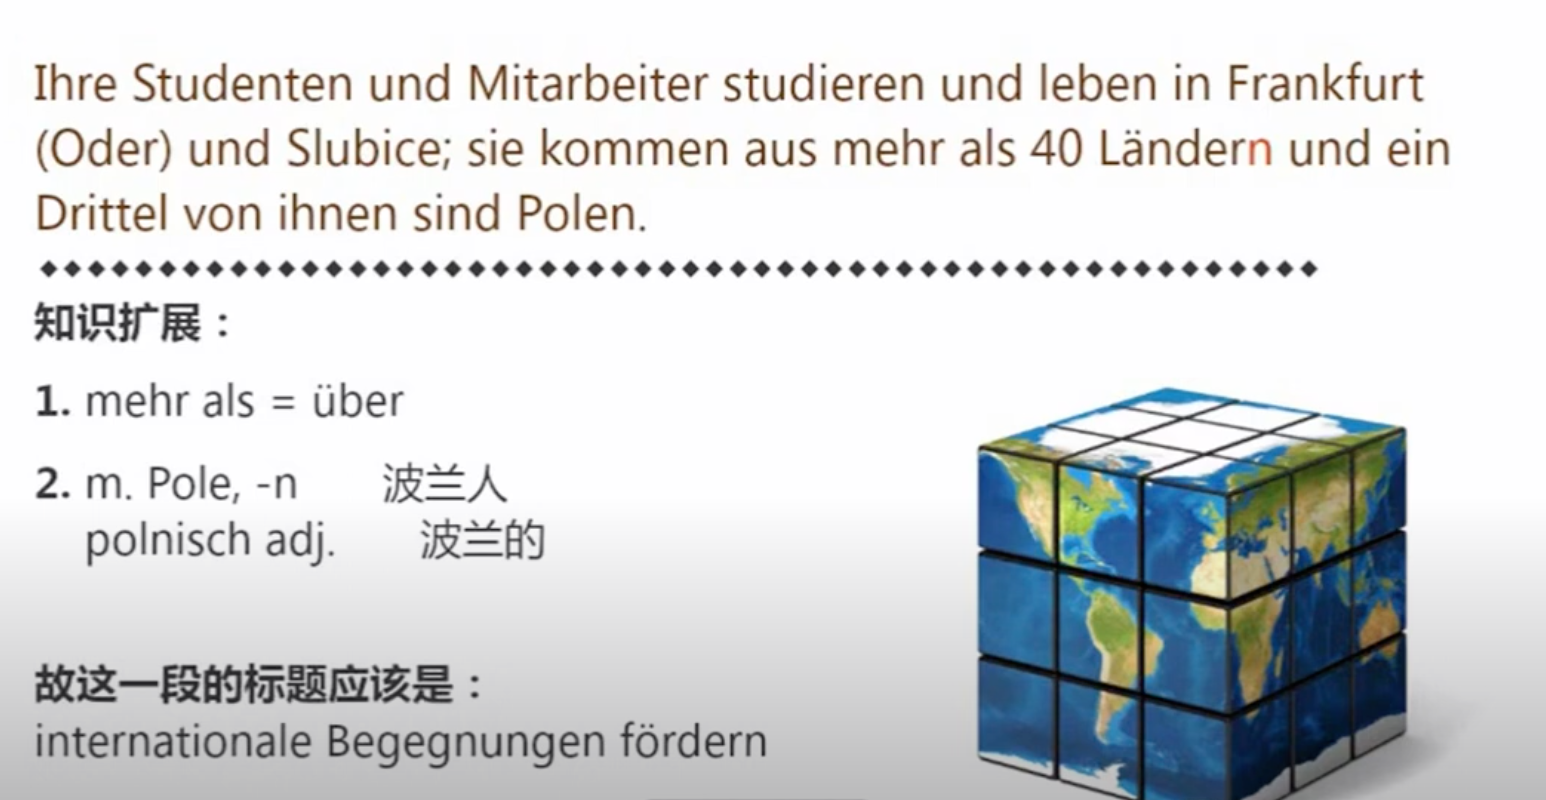 Ihre Studenten und Mitarbeiter studieren und leben in Frankfurt
(Oder) und Slubice; sie kommen aus mehr als 40 Ländern und ein
Drittel von ihnen sind Polen.
知识扩展：
1. mehr als = über
2. m. Pole, -n 波兰人
polnisch adj. 波兰的
故这一段的标题应该是：
internationale Begegnungen fördern